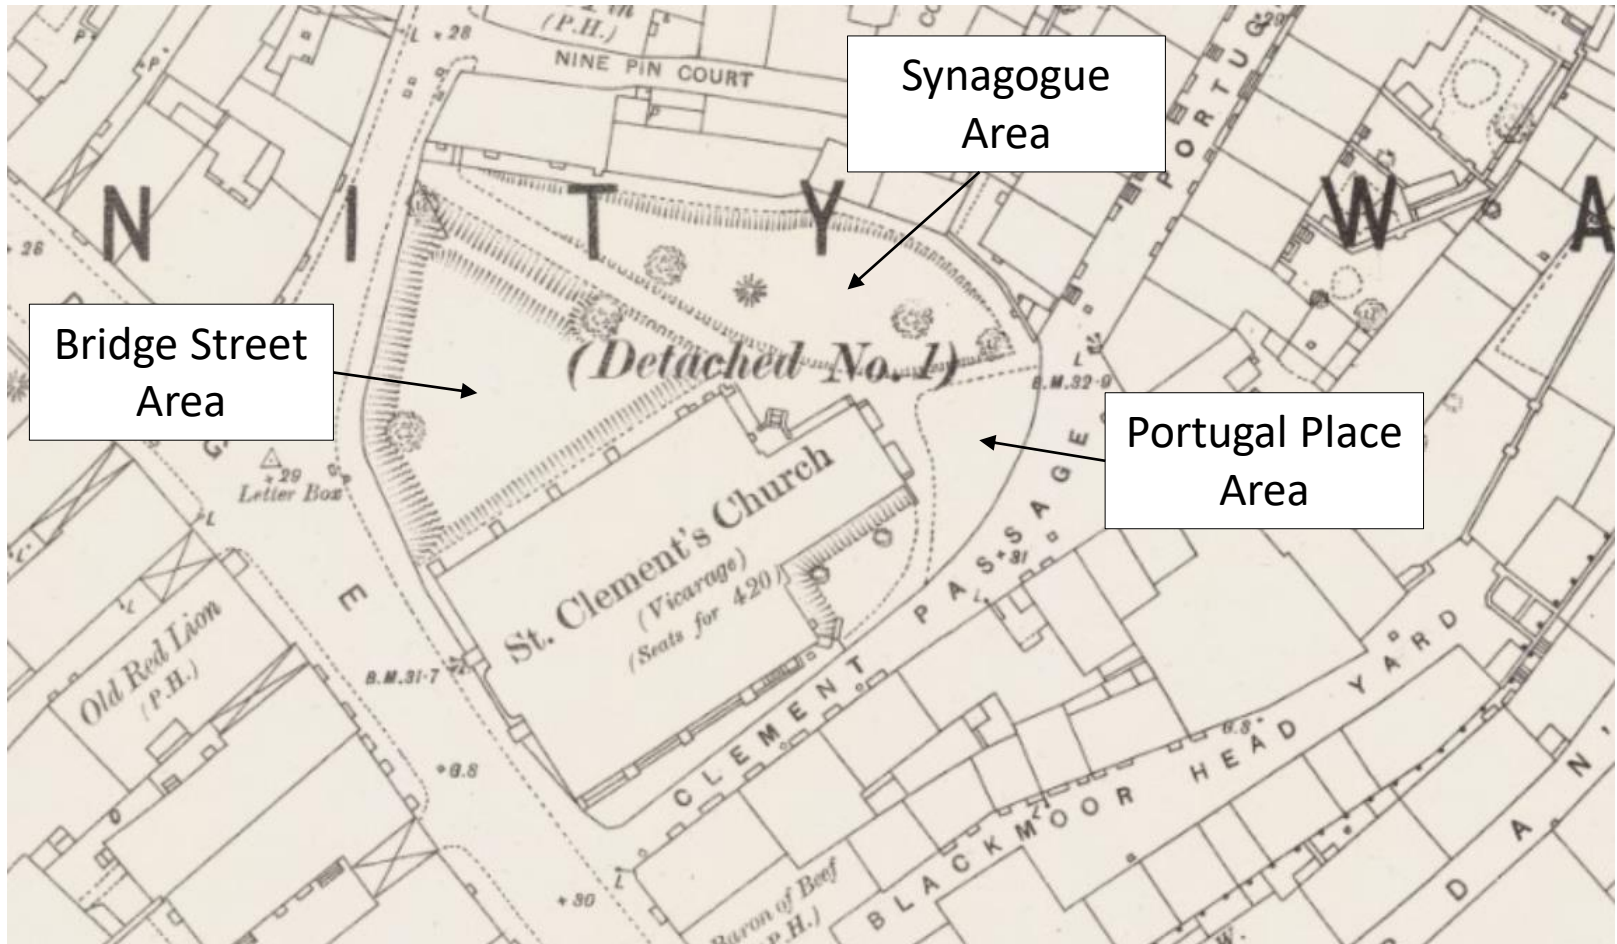 (P.H.)
28
NINE PIN COURT
Synagogue
Area
29
PORTUG
N I T Y W A
26
Bridge Street
Area
(Detached No. 1)
B.M.32·9
Portugal Place
Area
29
Letter Box
St. Clement's Church
(Vicarage)
(Seats for 420)
31
CLEMENT PASSAGE
G E
Old Red Lion
(P.H.)
B.M.31·7
G.S
G.S
BLACKMOOR HEAD YARD
30
Baron of Beef
(P.H.)
W.
D A N